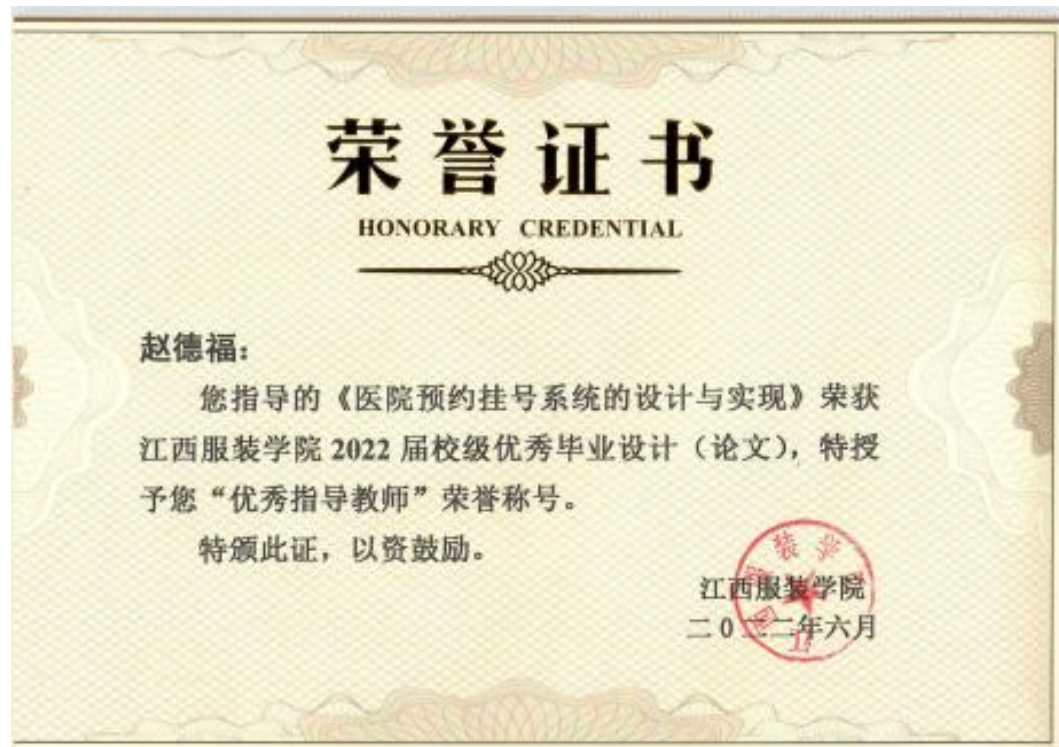 荣誉证书
HONORARY CREDENTIAL
赵德福：
您指导的《医院预约挂号系统的设计与实现》荣获
江西服装学院 2022 届校级优秀毕业设计（论文），特授
予您“优秀指导教师”荣誉称号。
特颁此证，以资鼓励。
江西服装学院
二0二二年六月